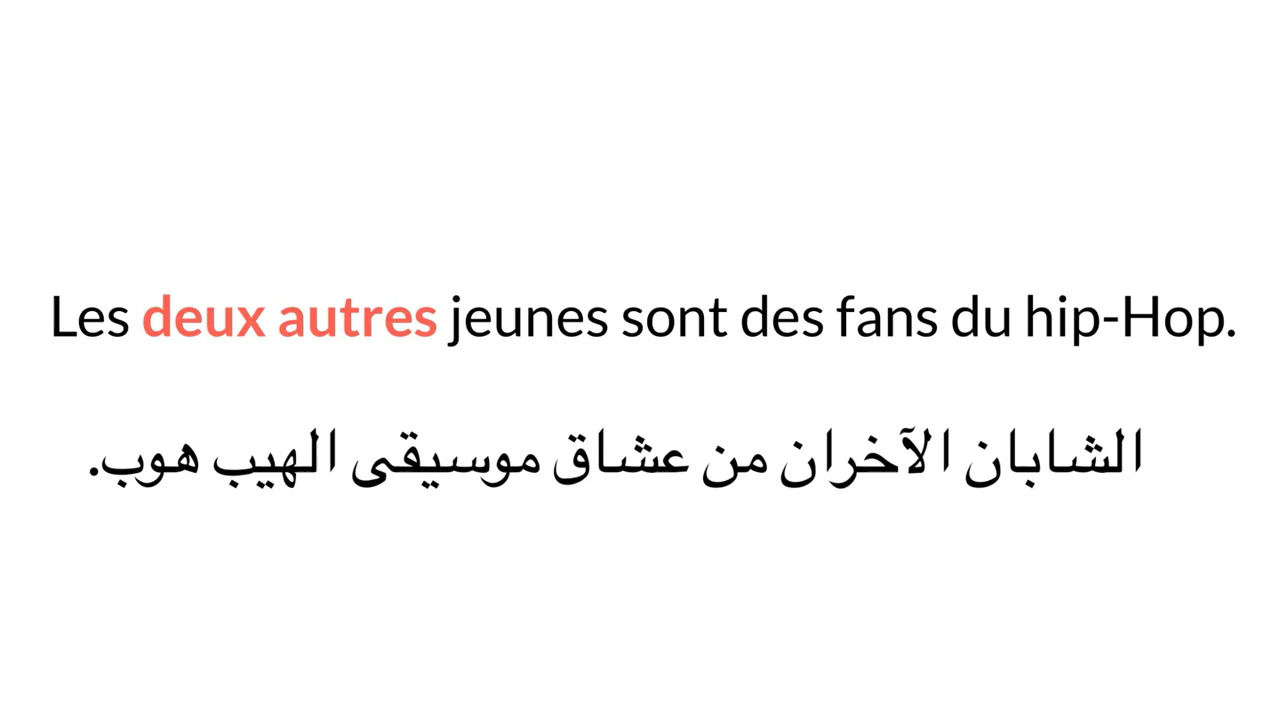 Les deux autres jeunes sont des fans du hip-Hop.
الشابان الآخران من عشاق موسيقى الهيب هوب.